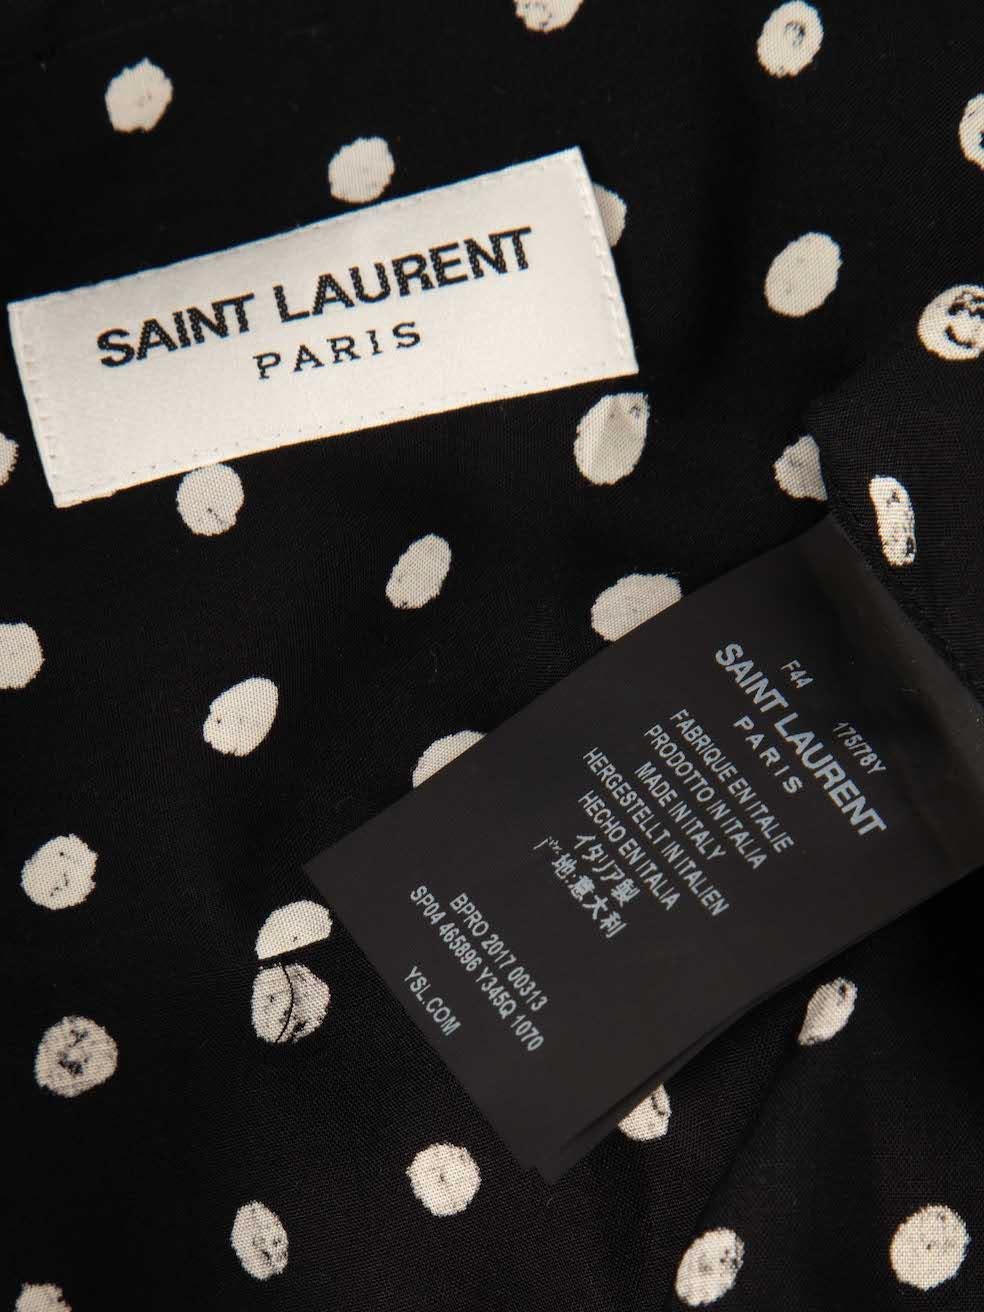 SAINT LAURENT
PARIS
F44
175/78Y
SAINT LAURENT
PARIS
FABRIQUE EN ITALIE
PRODOTTO IN ITALIA
MADE IN ITALY
HERGESTELLT IN ITALIEN
HECHO EN ITALIA
イタリア製
地:意大利
BPRO 2017 00313
SP04 465896 Y345Q 1070
YSL.COM